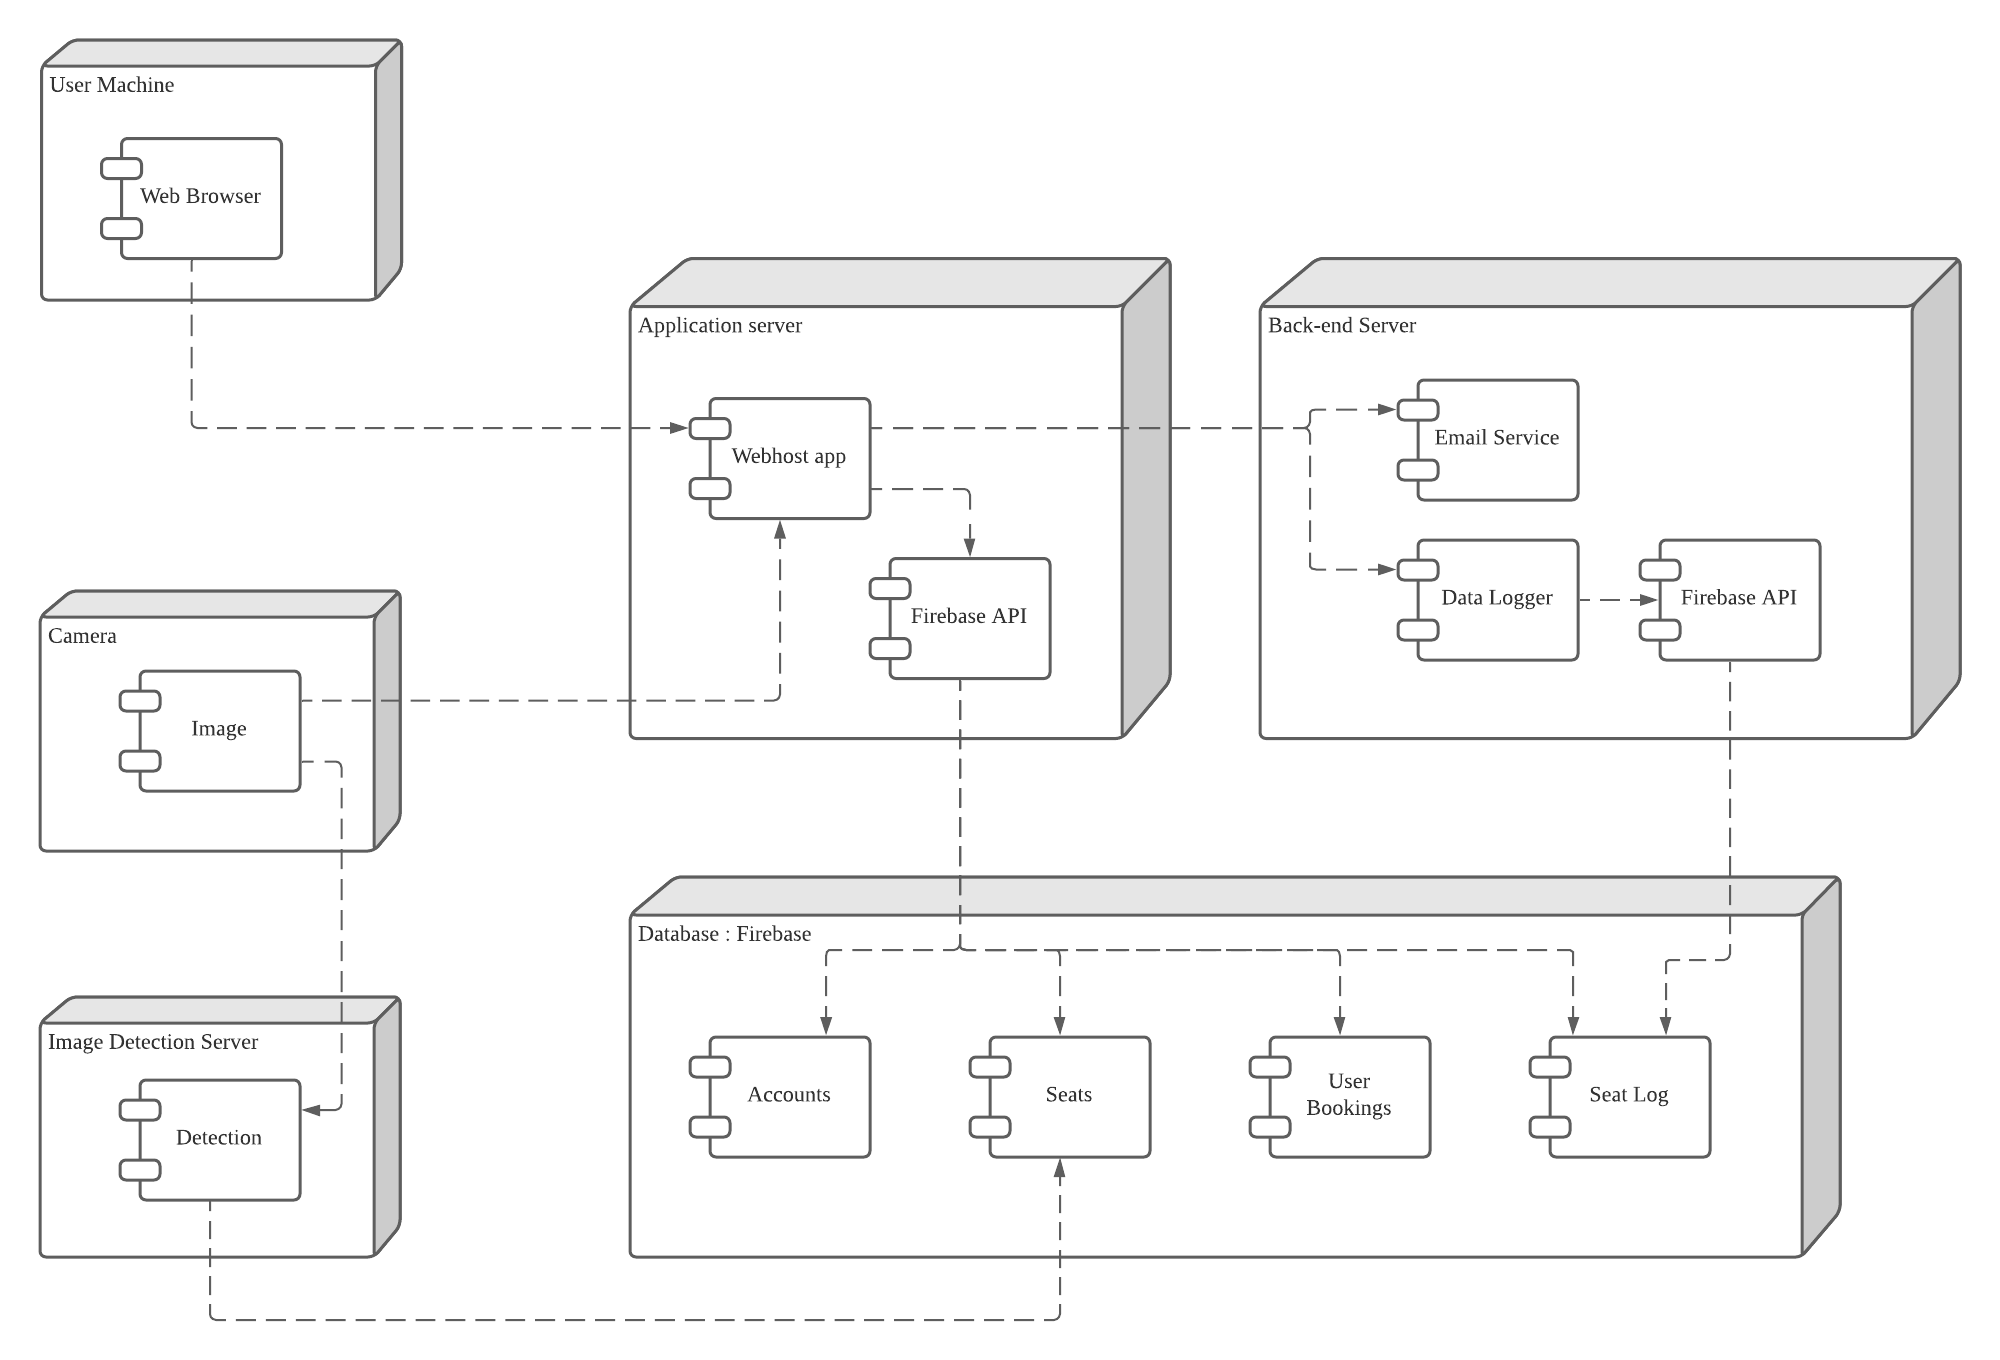 User Machine
Web Browser
Application server
Webhost app
Firebase API
Back-end Server
Email Service
Data Logger
Firebase API
Camera
Image
Image Detection Server
Detection
Database : Firebase
Accounts
Seats
User
Bookings
Seat Log